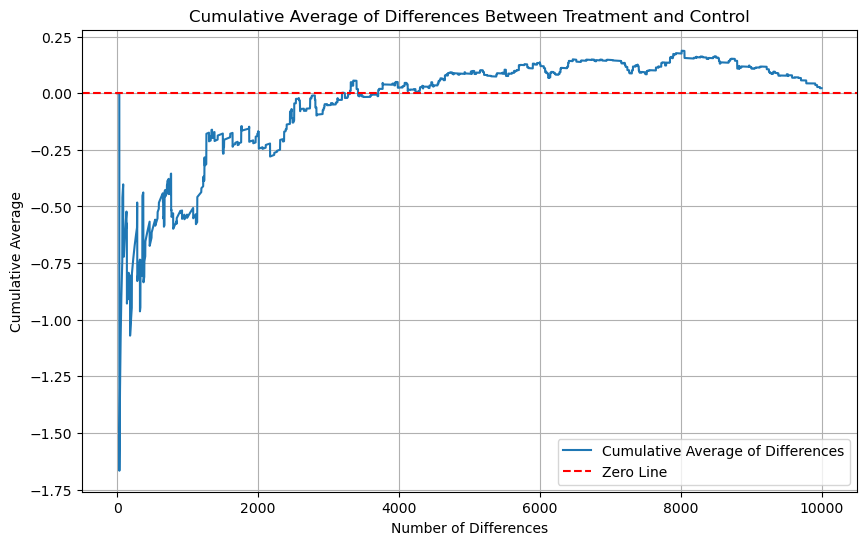 Cumulative Average of Differences Between Treatment and Control
Cumulative Average
0.25
0.00
−0.25
−0.50
−0.75
−1.00
−1.25
−1.50
−1.75
Cumulative Average of Differences
Zero Line
0 2000 4000 6000 8000 10000
Number of Differences